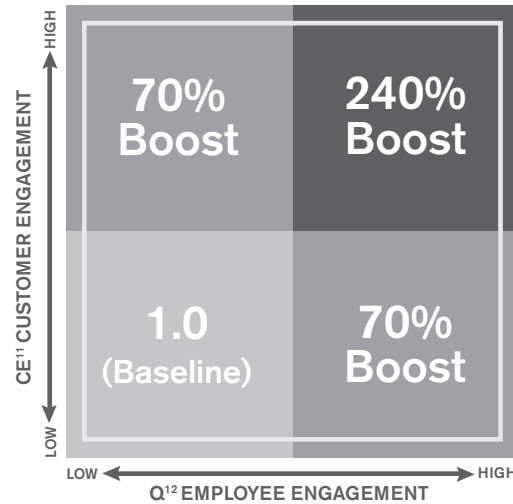 HIGH
CE¹¹ CUSTOMER ENGAGEMENT
LOW
70%
Boost
240%
Boost
1.0
(Baseline)
70%
Boost
LOW
HIGH
Q¹² EMPLOYEE ENGAGEMENT